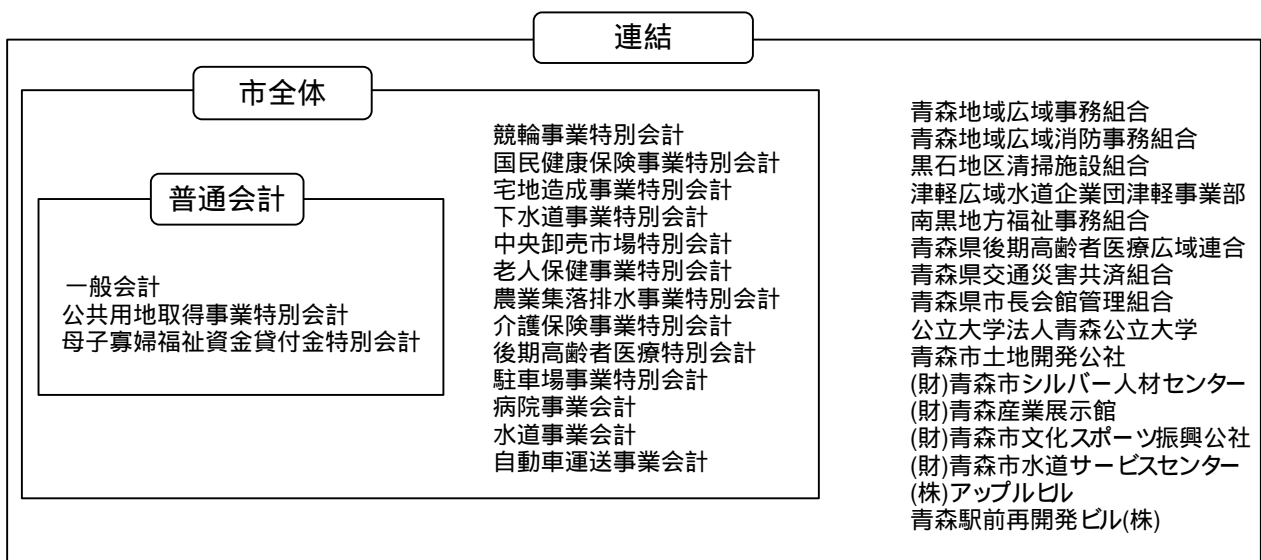 連結
市全体
普通会計
一般会計
公共用地取得事業特別会計
母子寡婦福祉資金貸付金特別会計
競輪事業特別会計
国民健康保険事業特別会計
宅地造成事業特別会計
下水道事業特別会計
中央卸売市場特別会計
老人保健事業特別会計
農業集落排水事業特別会計
介護保険事業特別会計
後期高齢者医療特別会計
駐車場事業特別会計
病院事業会計
水道事業会計
自動車運送事業会計
青森地域広域事務組合
青森地域広域消防事務組合
黒石地区清掃施設組合
津軽広域水道企業団津軽事業部
南黒地方福祉事務組合
青森県後期高齢者医療広域連合
青森県交通災害共済組合
青森県市長会館管理組合
公立大学法人青森公立大学
青森市土地開発公社
(財)青森市シルバー人材センター
(財)青森産業展示館
(財)青森市文化スポーツ振興公社
(財)青森市水道サービスセンター
(株)アップルヒル
青森駅前再開発ビル(株)